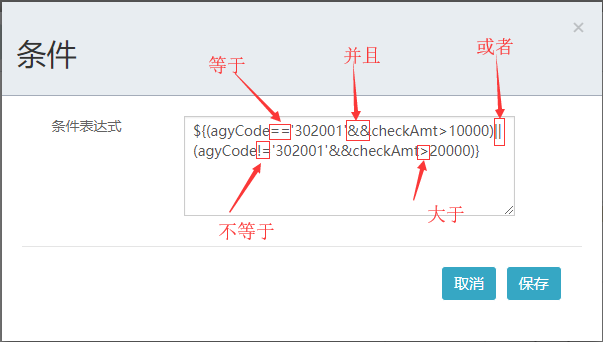 条件
×
等于
并且
或者
条件表达式
${(agyCode=='302001'&&checkAmt>10000)||
(agyCode!='302001'&&checkAmt>20000)}
不等于
大于
取消
保存